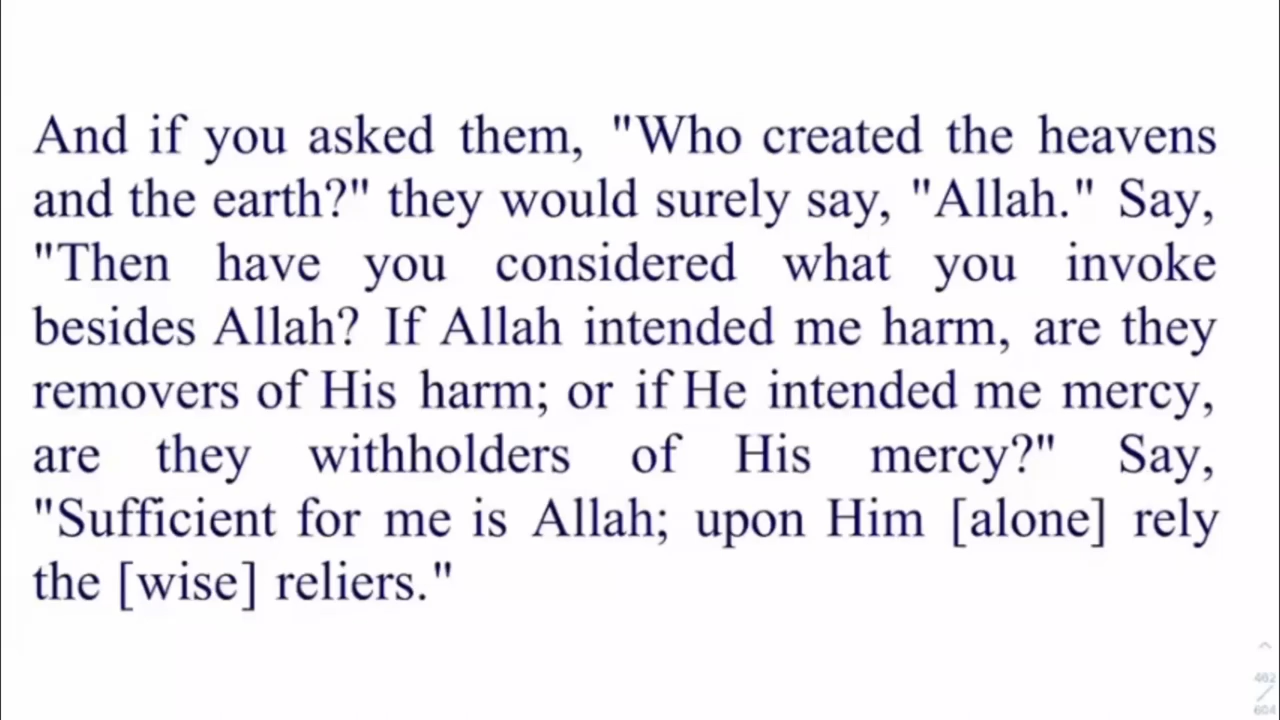 And if you asked them, "Who created the heavens
and the earth?" they would surely say, "Allah." Say,
"Then have you considered what you invoke
besides Allah? If Allah intended me harm, are they
removers of His harm; or if He intended me mercy,
are they withholders of His mercy?" Say,
"Sufficient for me is Allah; upon Him [alone] rely
the [wise] reliers."
462
/
604